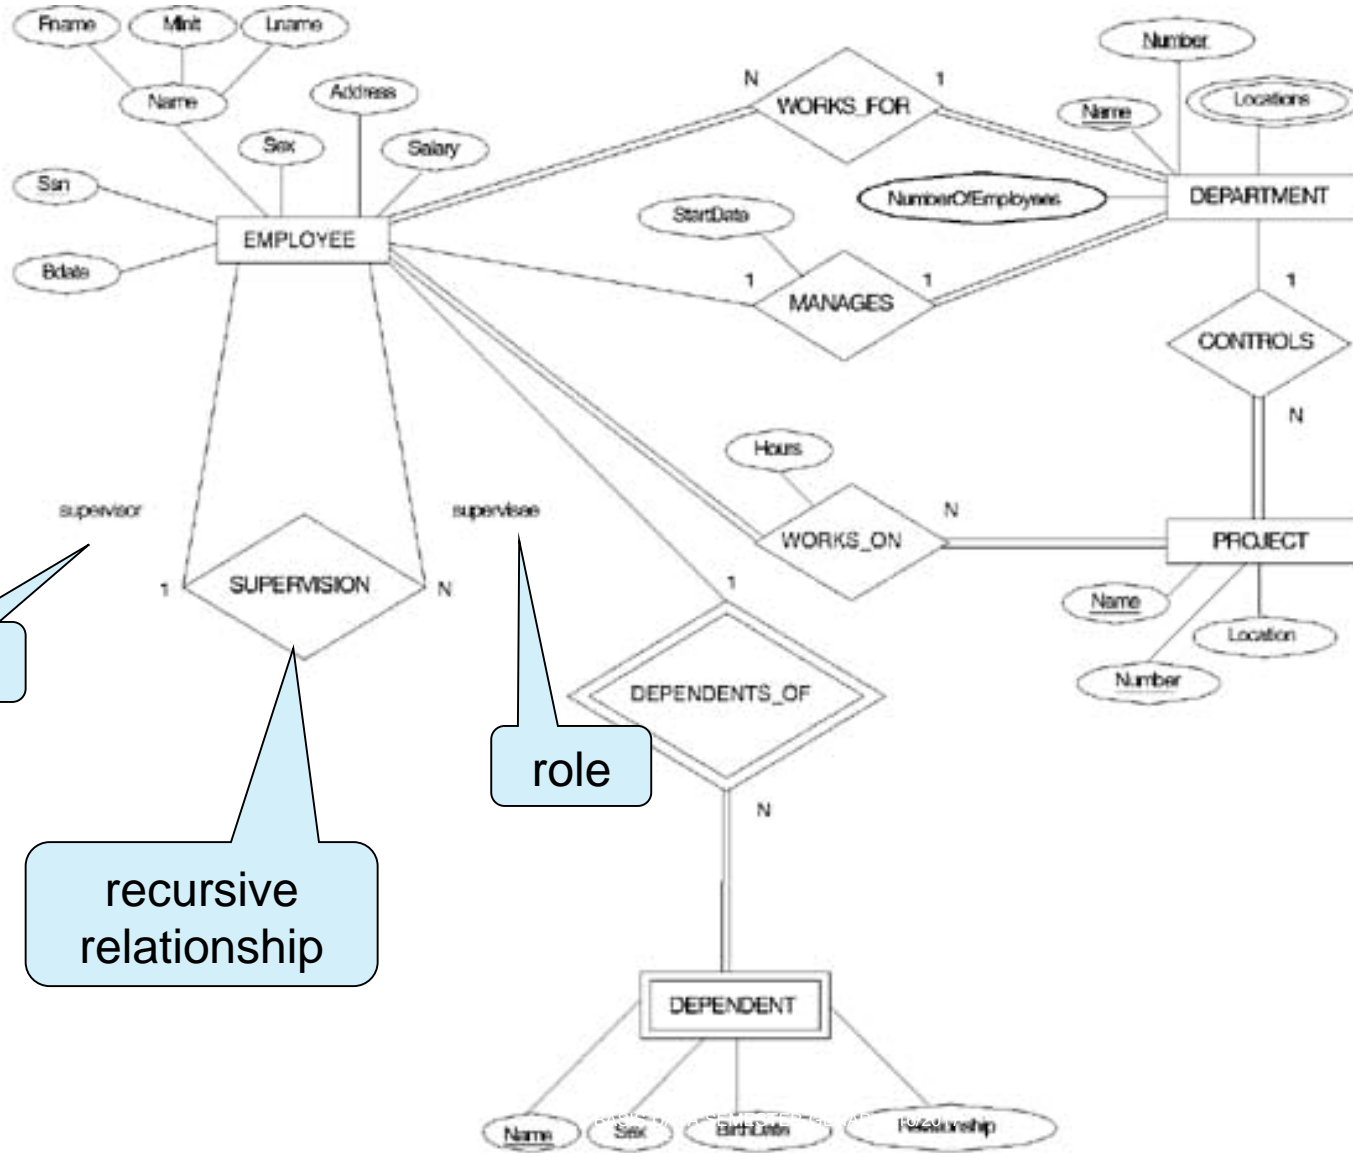 Fname
Minit
Lname
Name
Address
Sex
Salary
Ssn
Bdate
EMPLOYEE
N
WORKS_FOR
1
Number
Name
Locations
NumberOfEmployees
DEPARTMENT
StartDate
1
MANAGES
1
1
CONTROLS
N
Hours
WORKS_ON
N
PROJECT
Name
Number
Location
supervisor
supervisee
1
SUPERVISION
N
1
DEPENDENTS_OF
N
role
recursive
relationship
DEPENDENT
Name
Sex
BirthDate
Relationship